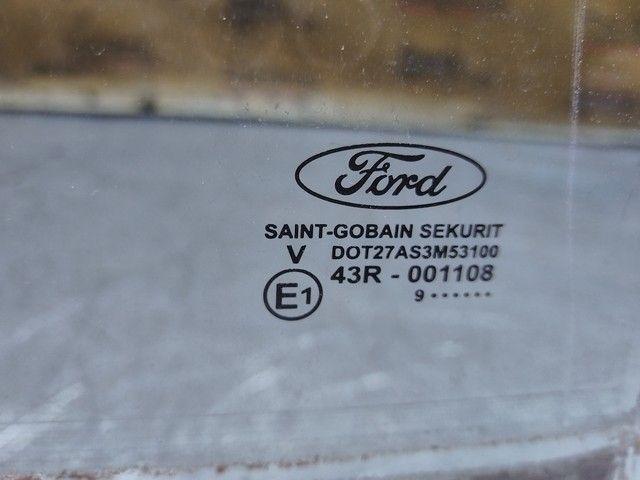 Ford
SAINT-GOBAIN SEKURIT
V DOT27AS3M53100
E1 43R - 001108
9 ••••••